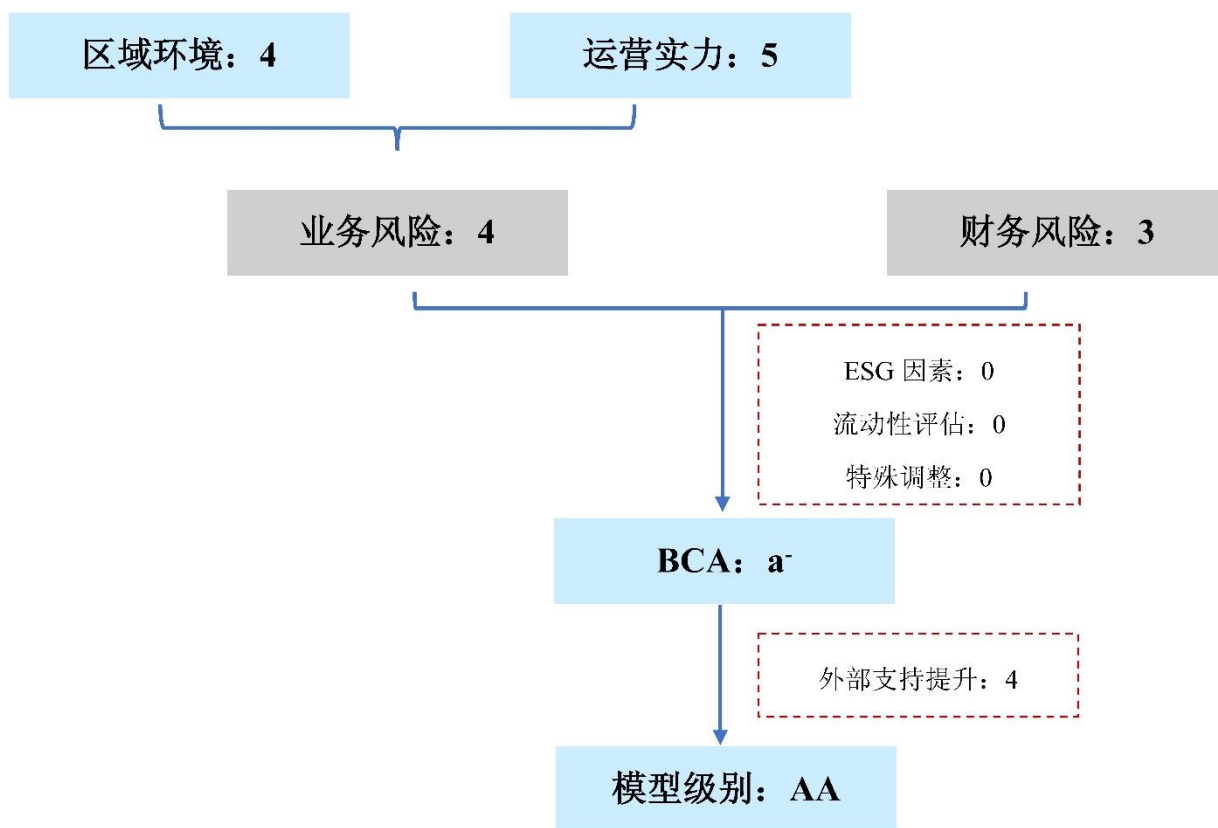 区域环境：4
运营实力：5
业务风险：4
财务风险：3
ESG 因素：0
流动性评估：0
特殊调整：0
BCA：a-
外部支持提升：4
模型级别：AA